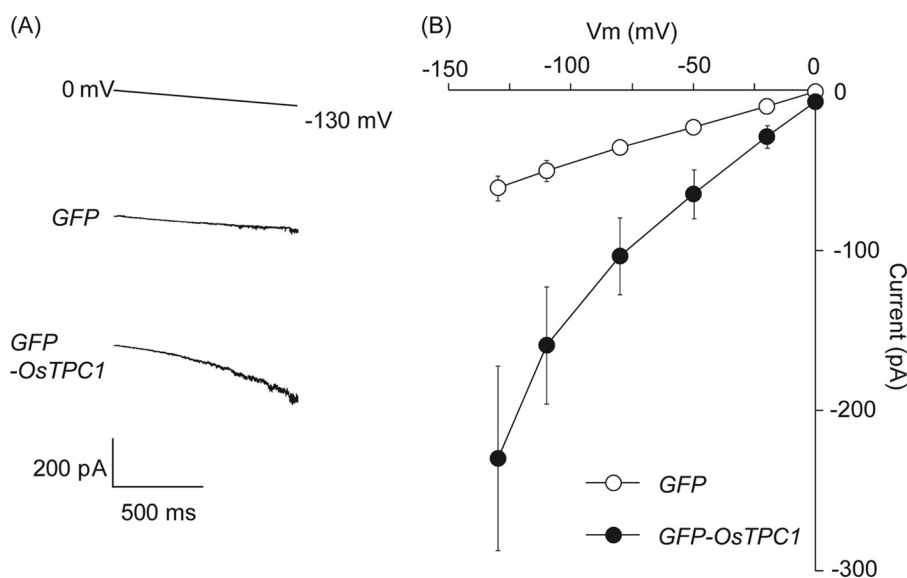 (A)
0 mV
-130 mV
GFP
GFP
-OsTPC1
200 pA
500 ms
(B)
Vm (mV)
-150
-100
-50
0
0
-100
-200
-300
Current (pA)
GFP
GFP-OsTPC1